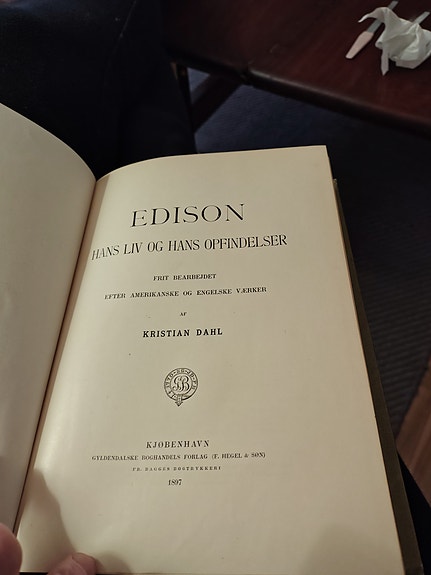 EDISON
HANS LIV OG HANS OPFINDELSER
FRIT BEARBEJDET
EFTER AMERIKANSKE OG ENGELSKE VÆRKER
AF
KRISTIAN DAHL
KJØBENHAVN
GYLDENDALSKE BOGHANDELS FORLAG (F. HEGEL & SØN)
FR. BAGGES BOGTRYKKERI
1897